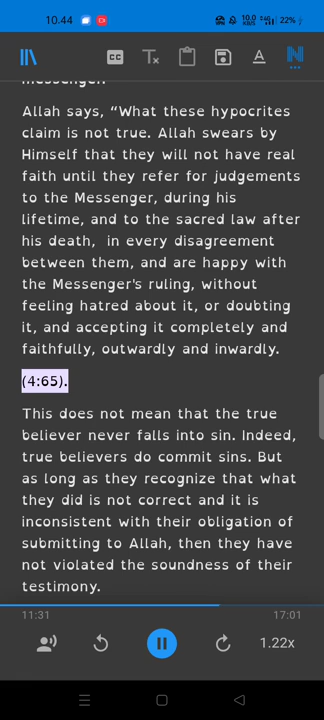 10.44
10.0 KB/S
22%
CC
messenger.
Allah says, “What these hypocrites
claim is not true. Allah swears by
Himself that they will not have real
faith until they refer for judgements
to the Messenger, during his
lifetime, and to the sacred law after
his death,  in every disagreement
between them, and are happy with
the Messenger's ruling, without
feeling hatred about it, or doubting
it, and accepting it completely and
faithfully, outwardly and inwardly.
(4:65).
This does not mean that the true
believer never falls into sin. Indeed,
true believers do commit sins. But
as long as they recognize that what
they did is not correct and it is
inconsistent with their obligation of
submitting to Allah, then they have
not violated the soundness of their
testimony.
11:31
17:01
1.22x